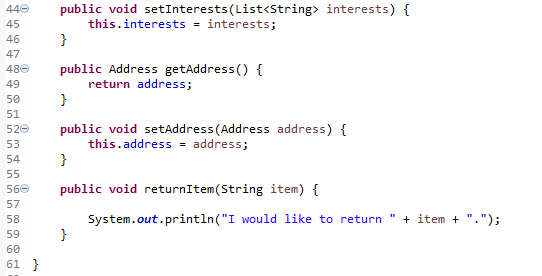 44 public void setInterests(List<String> interests) {
45 this.interests = interests;
46 }
47
48 public Address getAddress() {
49 return address;
50 }
51
52 public void setAddress(Address address) {
53 this.address = address;
54 }
55
56 public void returnItem(String item) {
57
58 System.out.println("I would like to return " + item + ".");
59 }
60
61 }